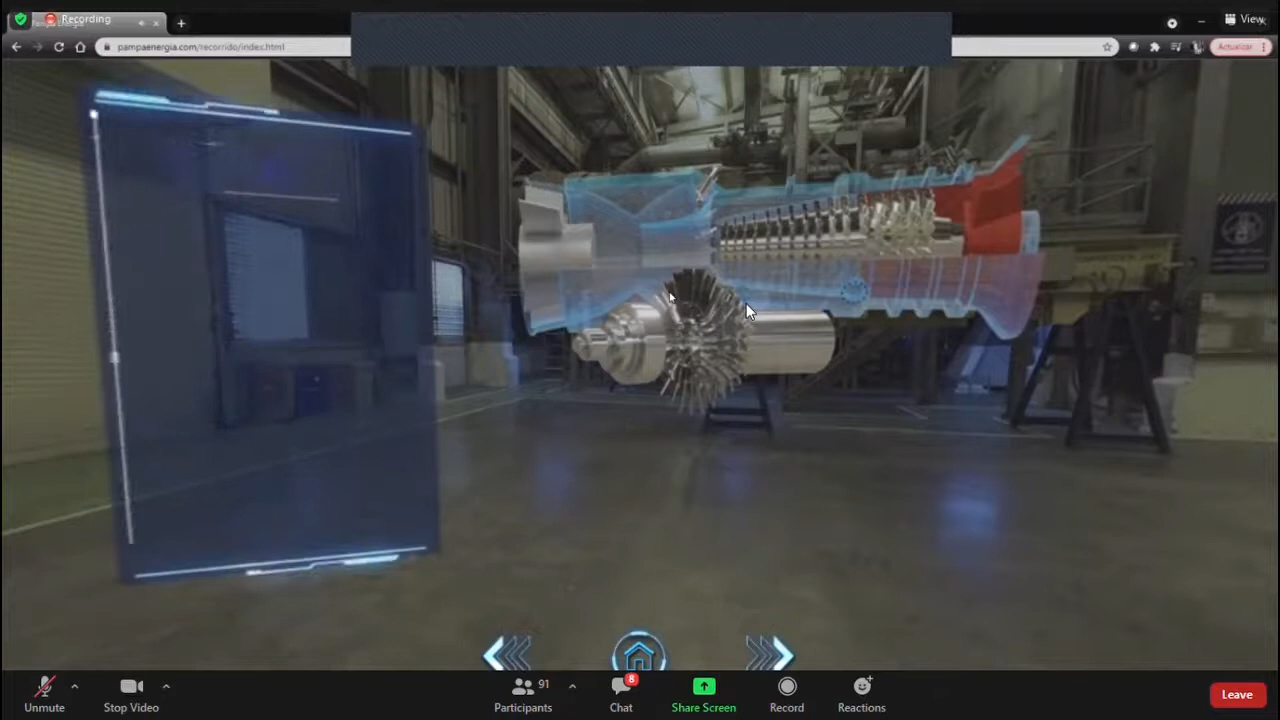 Recording
View
pampaenergia.com/recorrido/index.html
Actualizar
Unmute
Stop Video
91
Participants
8
Chat
Share Screen
Record
Reactions
Leave